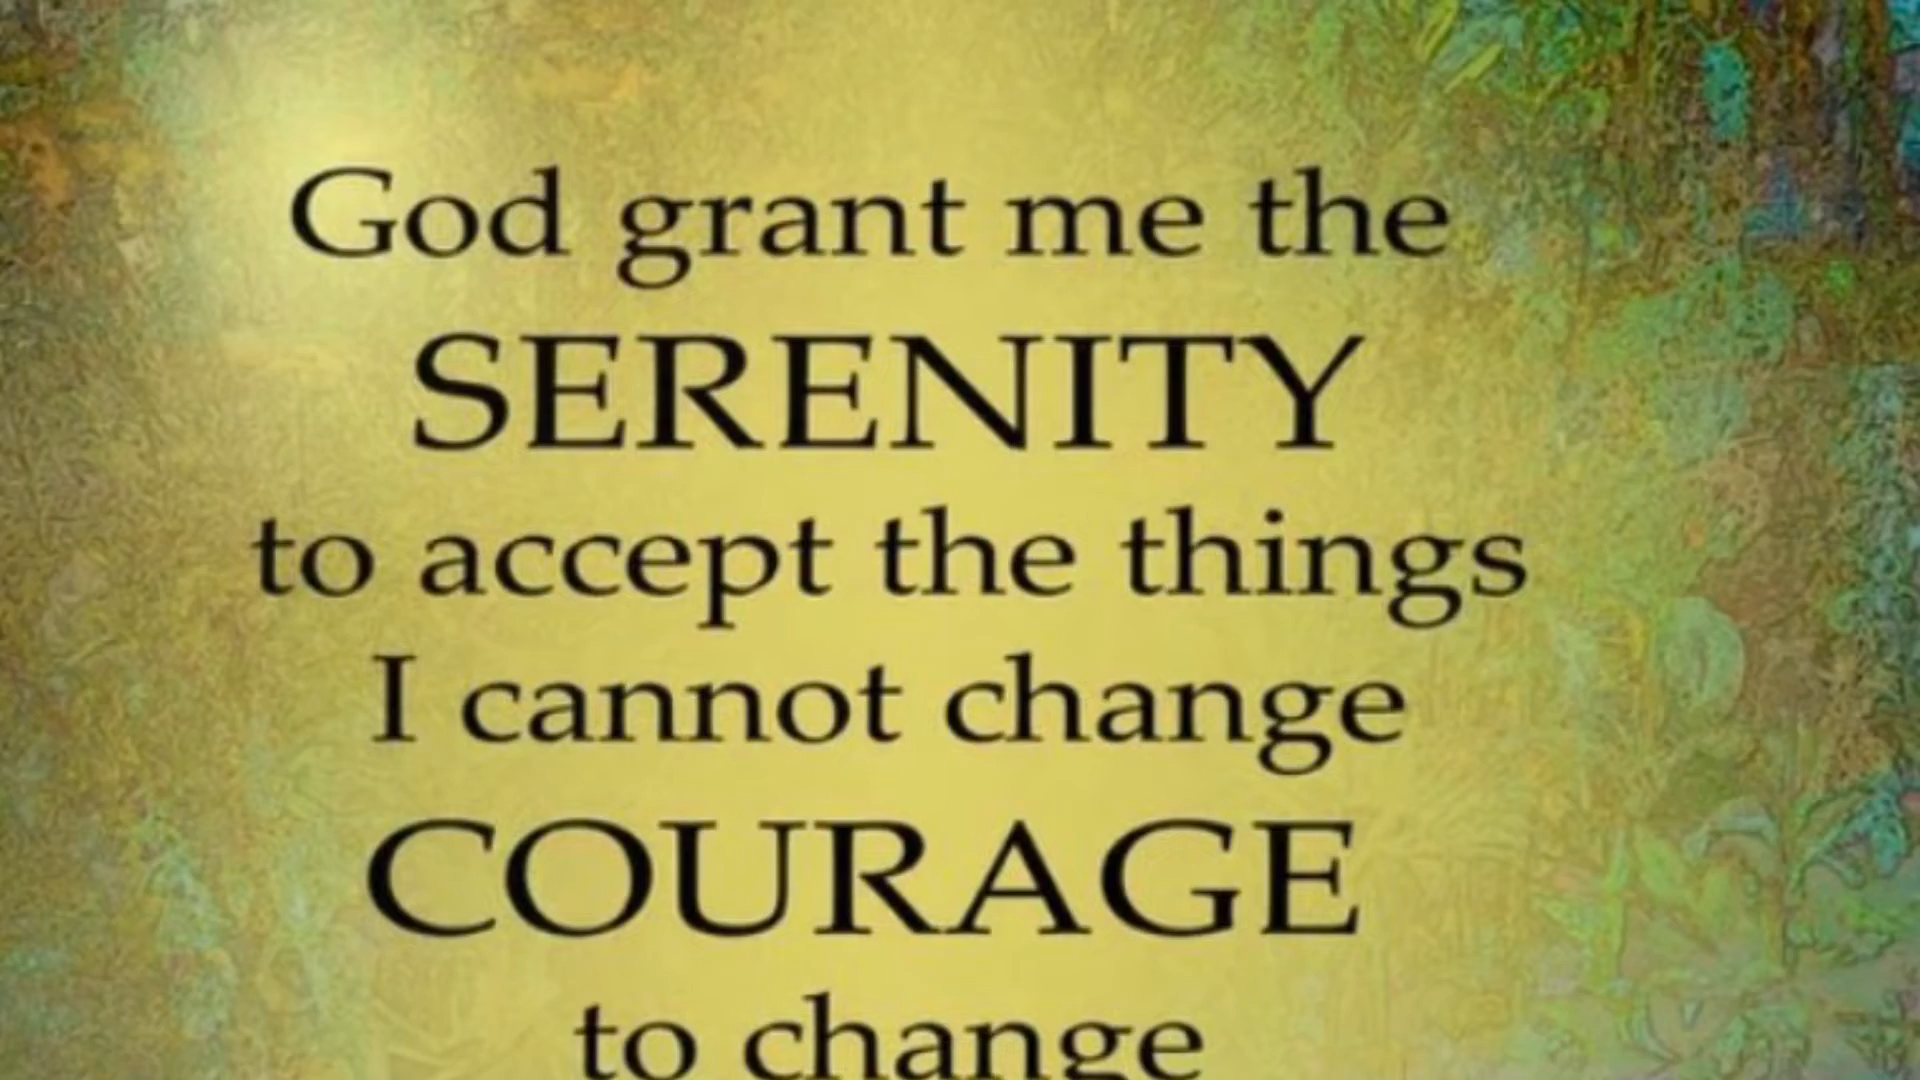 God grant me the
SERENITY
to accept the things
I cannot change
COURAGE
to change